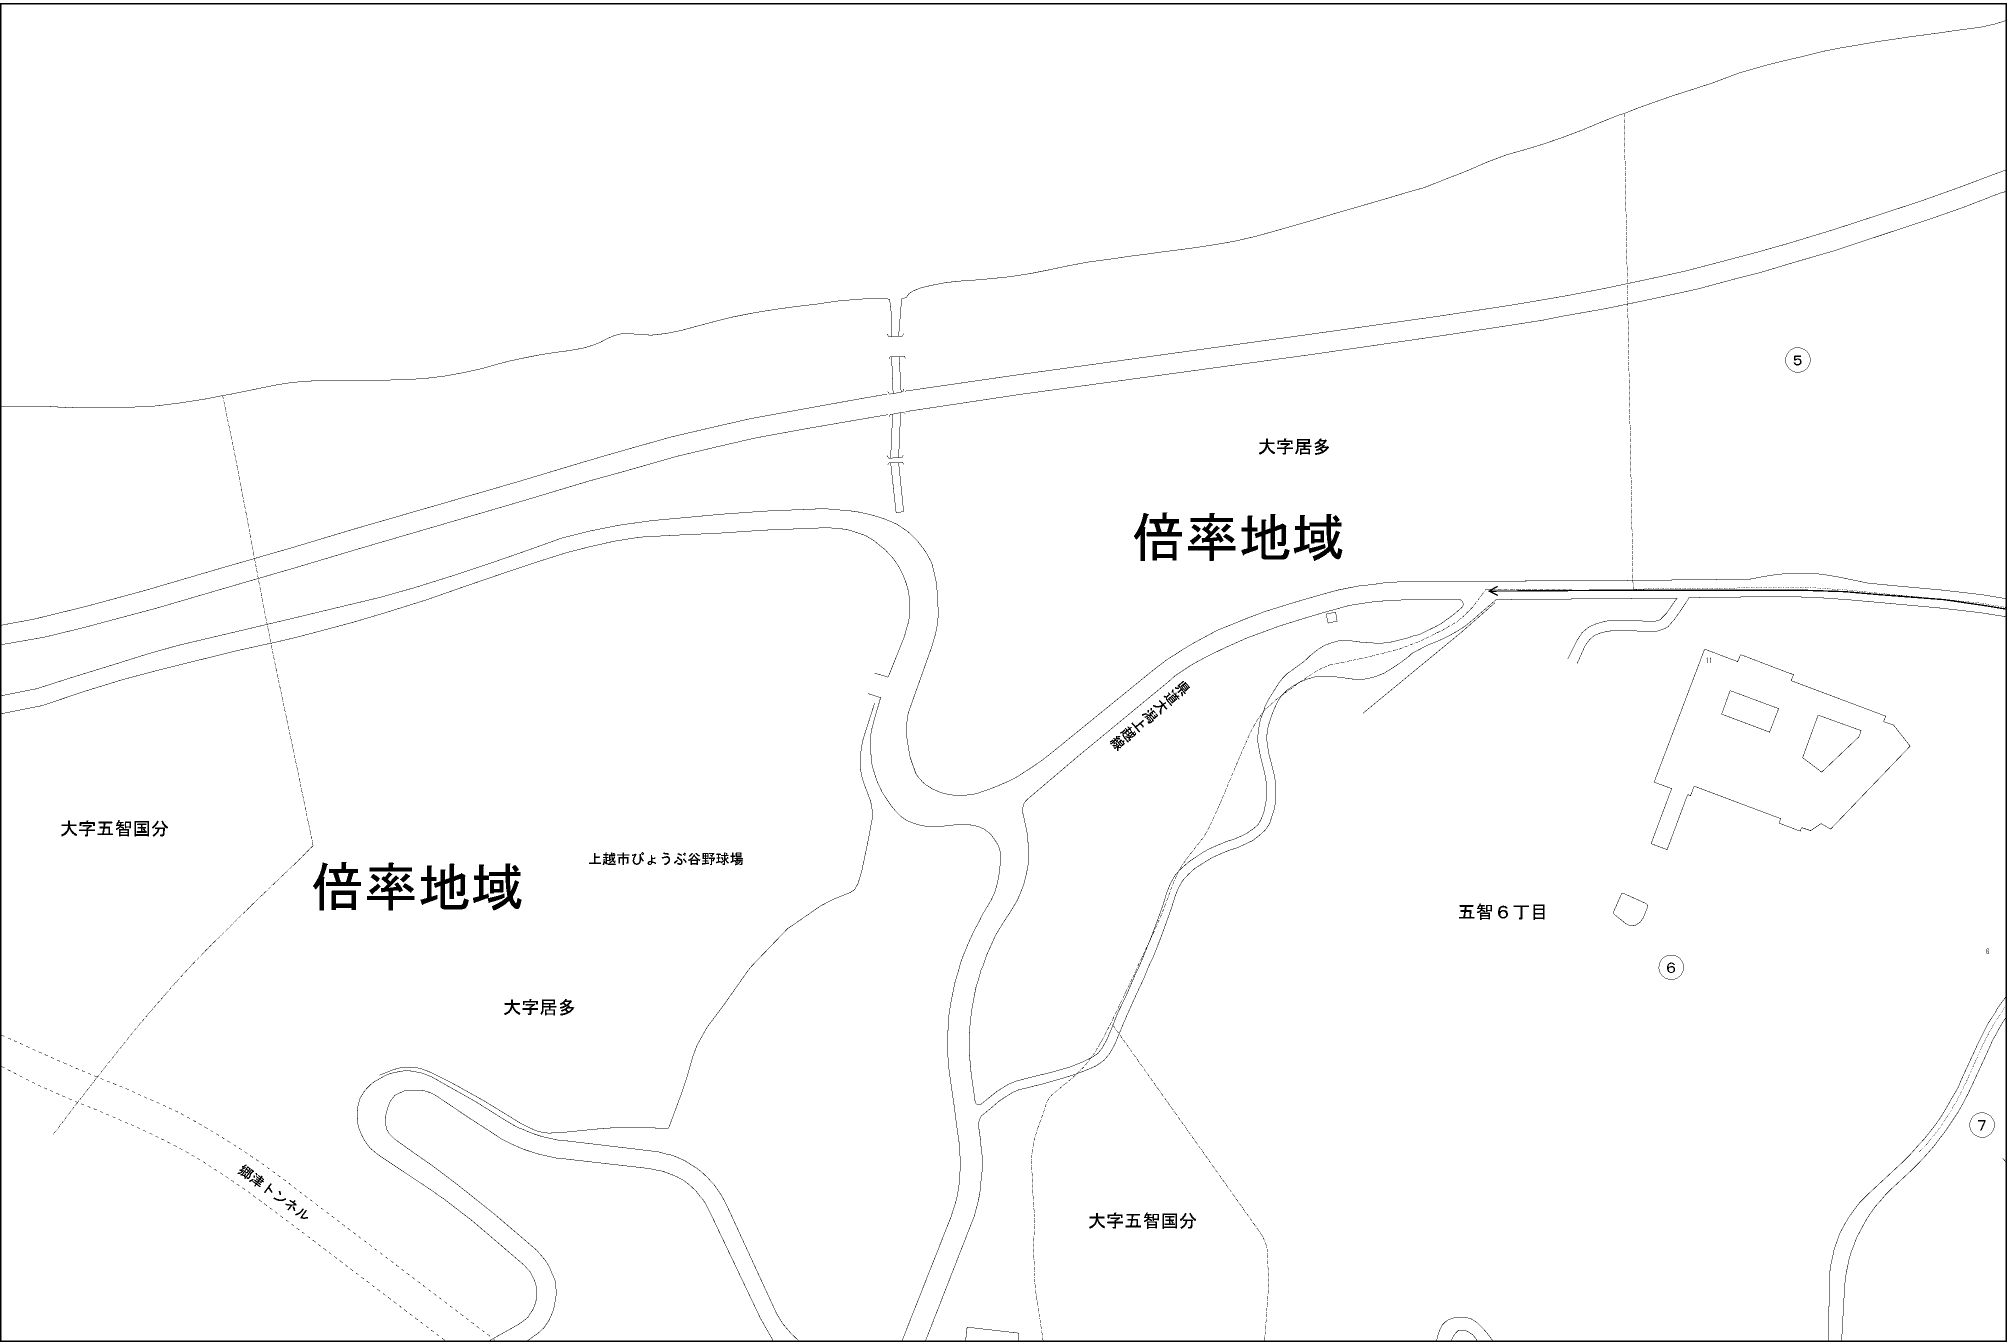 5
大字居多
倍率地域
11
県道大潟上越線
大字五智国分
上越市びょうぶ谷野球場
倍率地域
五智6丁目
6
6
大字居多
7
郷津トンネル
大字五智国分